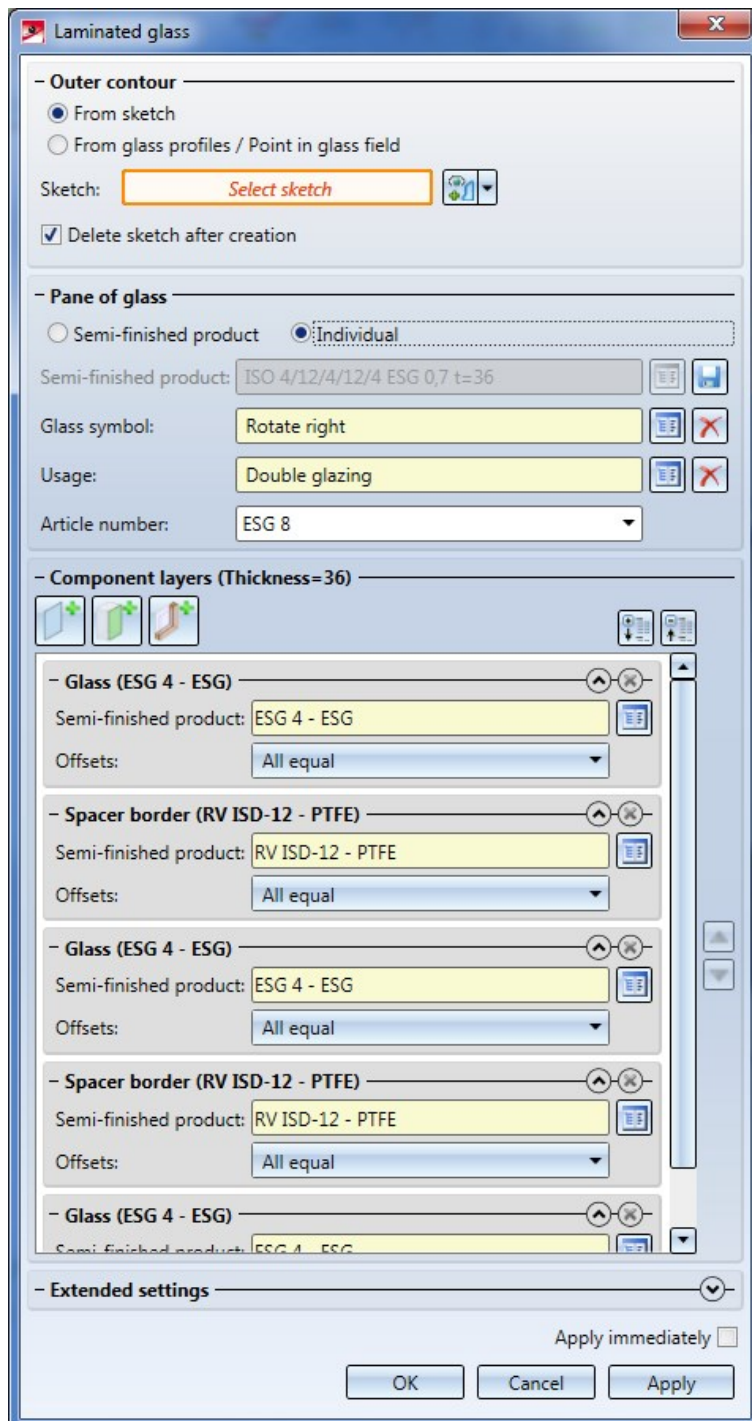 Laminated glass
Outer contour
From sketch
From glass profiles / Point in glass field
Sketch: Select sketch
Delete sketch after creation
Pane of glass
Semi-finished product Individual
Semi-finished product: ISO 4/12/4/12/4 ESG 0,7 t=36
Glass symbol: Rotate right
Usage: Double glazing
Article number: ESG 8
Component layers (Thickness=36)
Glass (ESG 4 - ESG)
Semi-finished product: ESG 4 - ESG
Offsets: All equal
Spacer border (RV ISD-12 - PTFE)
Semi-finished product: RV ISD-12 - PTFE
Offsets: All equal
Glass (ESG 4 - ESG)
Semi-finished product: ESG 4 - ESG
Offsets: All equal
Spacer border (RV ISD-12 - PTFE)
Semi-finished product: RV ISD-12 - PTFE
Offsets: All equal
Glass (ESG 4 - ESG)
Semi-finished product: ESG 4 - ESG
Extended settings
Apply immediately
OK Cancel Apply